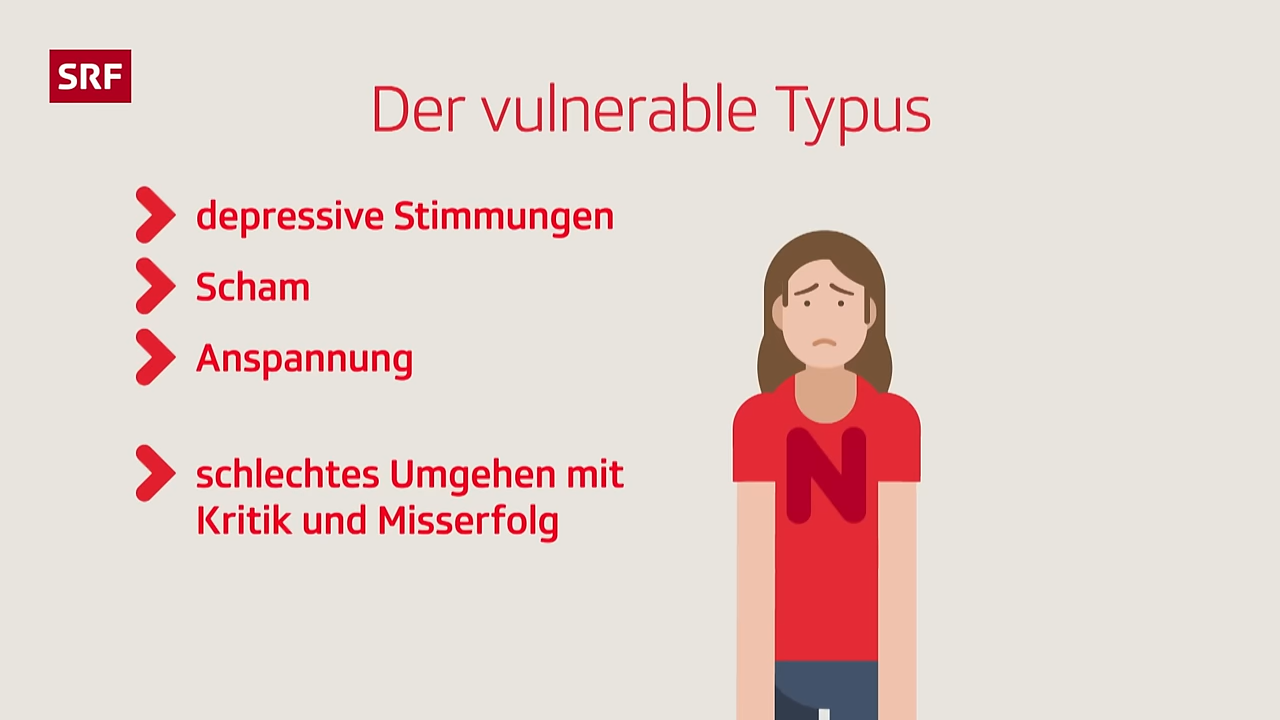 SRF
Der vulnerable Typus
depressive Stimmungen
Scham
Anspannung
schlechtes Umgehen mit
Kritik und Misserfolg
N